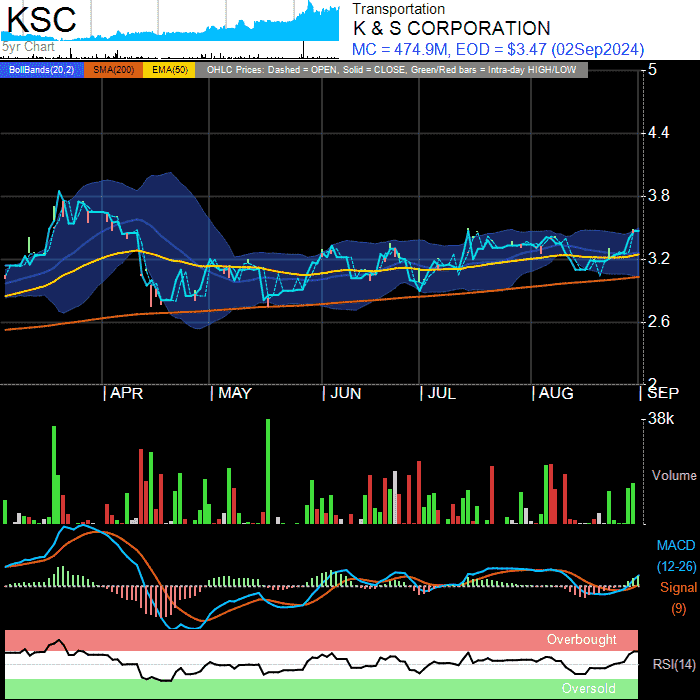 KSC
5yr Chart
Transportation
K & S CORPORATION
MC = 474.9M, EOD = $3.47 (02Sep2024)
BollBands(20,2) SMA(200) EMA(50) OHLC Prices: Dashed = OPEN, Solid = CLOSE, Green/Red bars = Intra-day HIGH/LOW
5
4.4
3.8
3.2
2.6
2
| APR | MAY | JUN | JUL | AUG | SEP
38k
Volume
MACD
(12-26)
Signal
(9)
Overbought
RSI(14)
Oversold